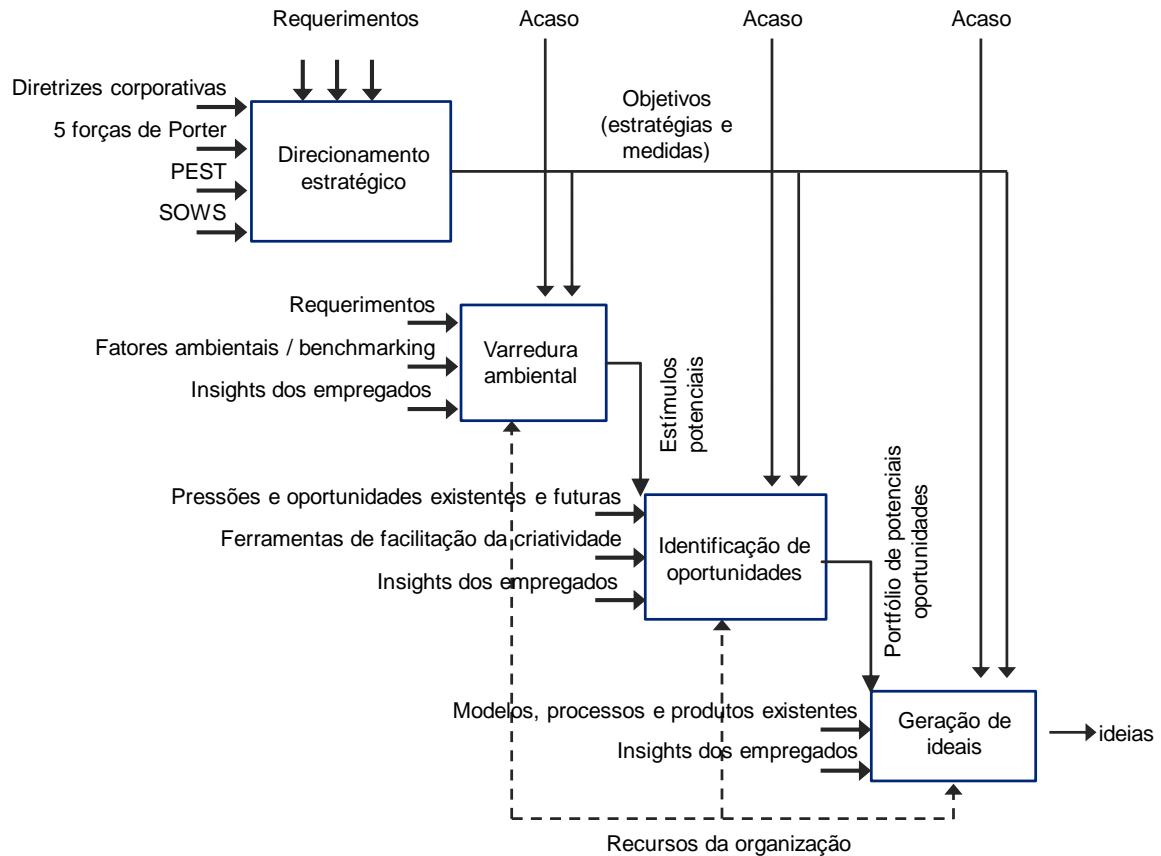 Requerimentos
Acaso
Acaso
Acaso
Diretrizes corporativas
5 forças de Porter
PEST
SOWS
Direcionamento
estratégico
Objetivos
(estratégias e
medidas)
Requerimentos
Fatores ambientais / benchmarking
Insights dos empregados
Varredura
ambiental
Estímulos
potenciais
Pressões e oportunidades existentes e futuras
Ferramentas de facilitação da criatividade
Insights dos empregados
Identificação de
oportunidades
Portfólio de potenciais
oportunidades
Modelos, processos e produtos existentes
Insights dos empregados
Geração de
ideais
ideias
Recursos da organização